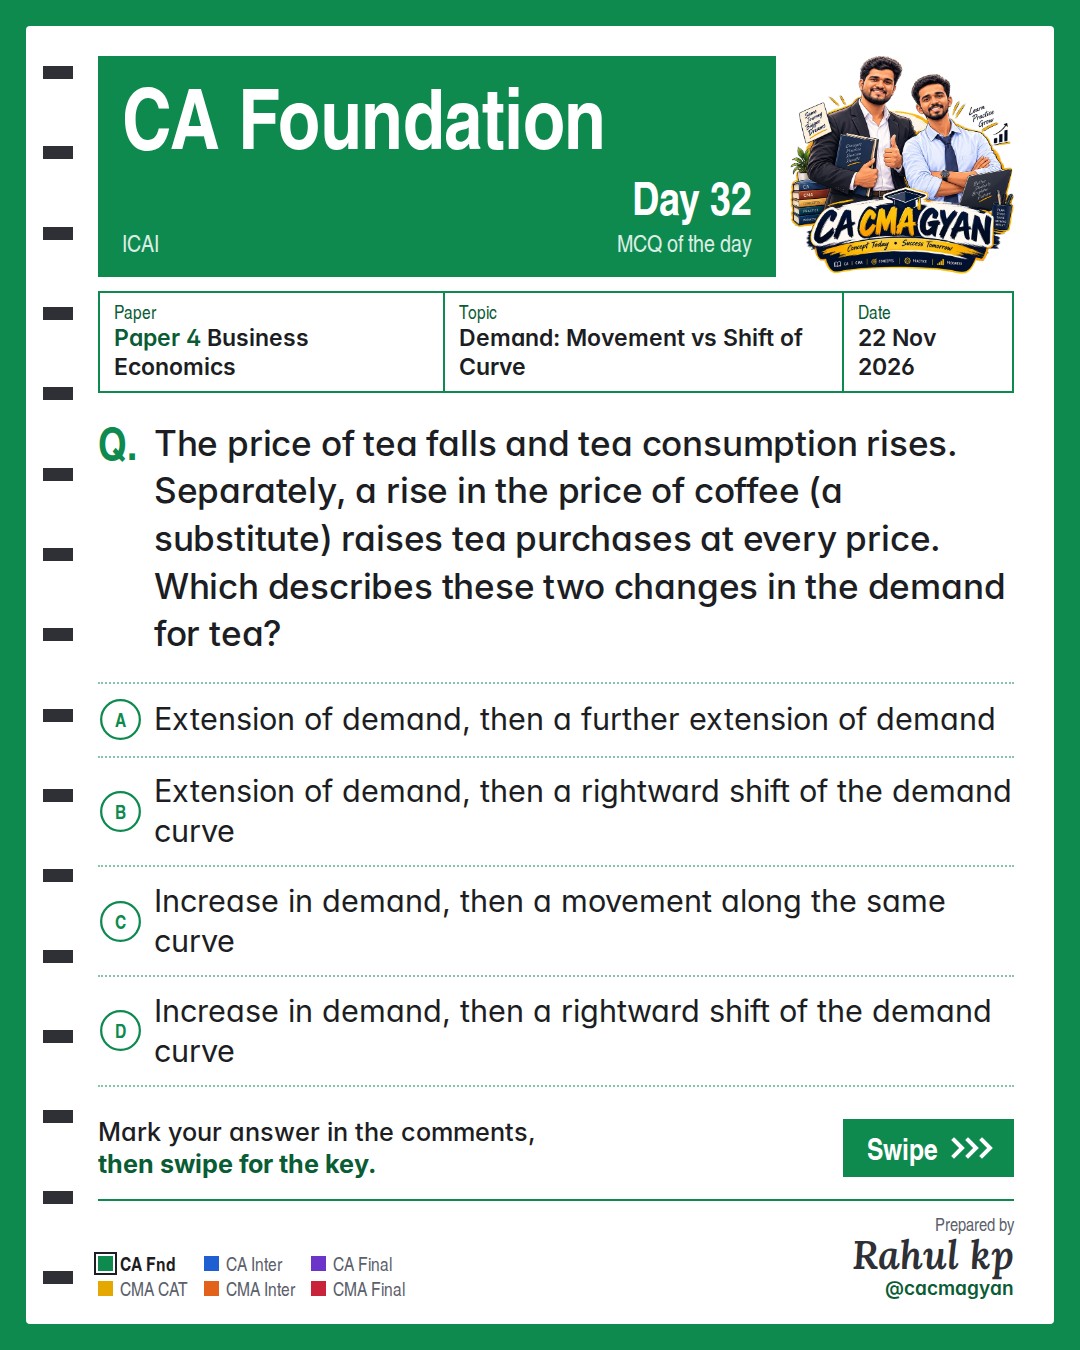 CA Foundation
Day 32
ICAI
MCQ of the day
CA CMA GYAN
Concept Today • Success Tomorrow
Learn
Practice
Grow
Paper
Paper 4 Business
Economics
Topic
Demand: Movement vs Shift of
Curve
Date
22 Nov
2026
Q. The price of tea falls and tea consumption rises.
Separately, a rise in the price of coffee (a
substitute) raises tea purchases at every price.
Which describes these two changes in the demand
for tea?
A Extension of demand, then a further extension of demand
B Extension of demand, then a rightward shift of the demand
curve
C Increase in demand, then a movement along the same
curve
D Increase in demand, then a rightward shift of the demand
curve
Mark your answer in the comments,
then swipe for the key.
Swipe
Prepared by
Rahul kp
@cacmagyan
CA Fnd CA Inter CA Final
CMA CAT CMA Inter CMA Final